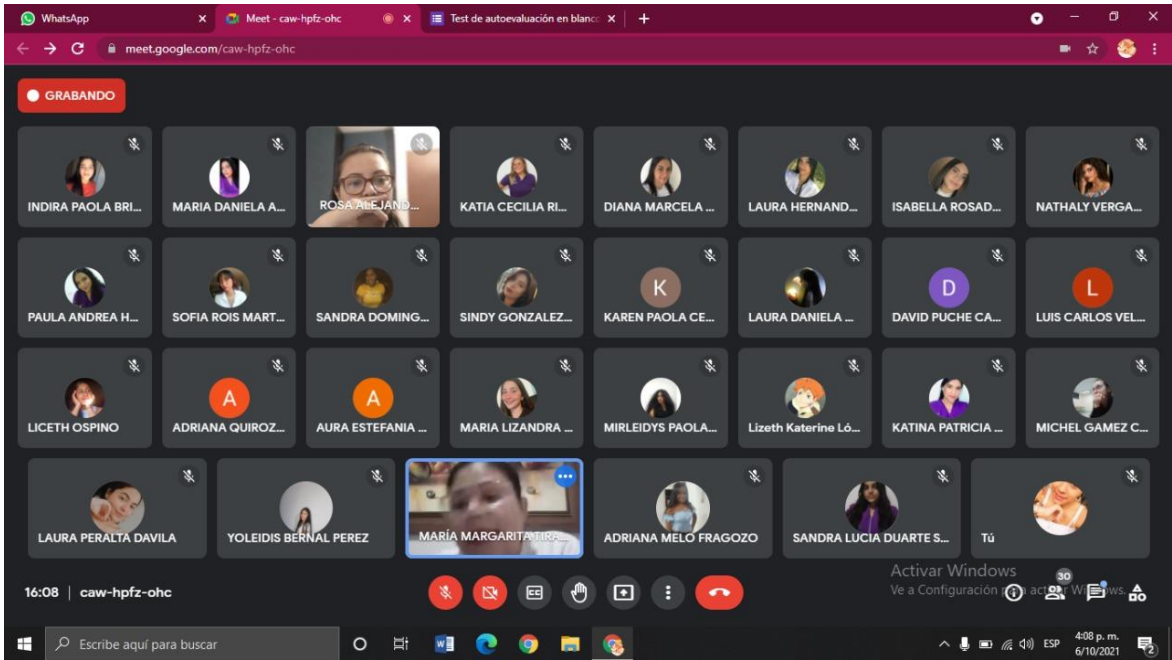 WhatsApp
Meet - caw-hpfz-ohc
Test de autoevaluación en blanco
meet.google.com/caw-hpfz-ohc
GRABANDO
INDIRA PAOLA BRI...
MARIA DANIELA A...
ROSA ALEJAND...
KATIA CECILIA RI...
DIANA MARCELA ...
LAURA HERNAND...
ISABELLA ROSAD...
NATHALY VERGA...
PAULA ANDREA H...
SOFIA ROIS MART...
SANDRA DOMING...
SINDY GONZALEZ...
K
KAREN PAOLA CE...
LAURA DANIELA ...
D
DAVID PUCHE CA...
L
LUIS CARLOS VEL...
LICETH OSPINO
A
ADRIANA QUIROZ...
A
AURA ESTEFANIA ...
MARIA LIZANDRA ...
MIRLEIDYS PAOLA...
Lizeth Katerine Ló...
KATINA PATRICIA ...
MICHEL GAMEZ C...
LAURA PERALTA DAVILA
YOLEIDIS BERNAL PEREZ
MARÍA MARGARITA TIRA...
ADRIANA MELO FRAGOZO
SANDRA LUCIA DUARTE S...
Tú
Activar Windows
Ve a Configuración para activar Windows.
16:08 | caw-hpfz-ohc
30
Escribe aquí para buscar
ESP
4:08 p. m.
6/10/2021
2